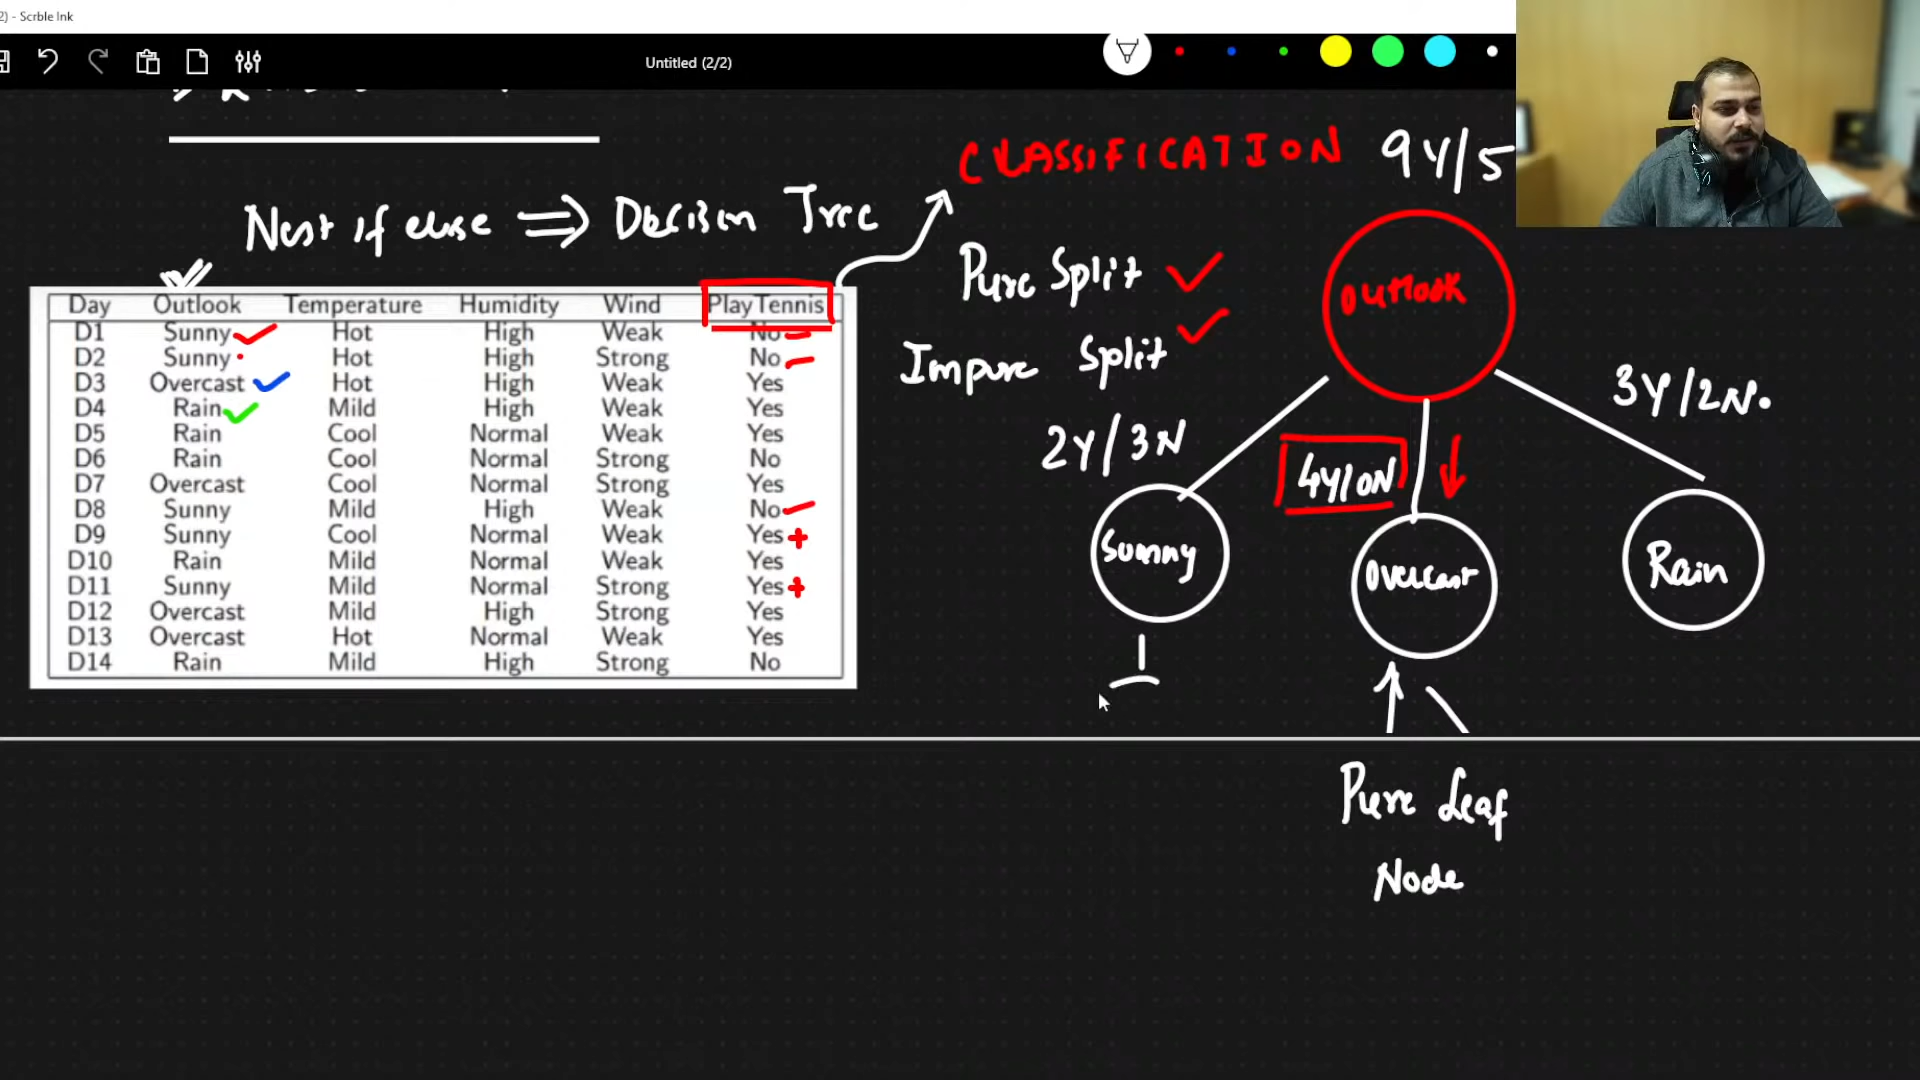 2) - Scrble Ink
Untitled (2/2)
CLASSIFICATION 9Y/5
Nest if else ⇒ Decision Tree
Pure Split ✓
Impure Split ✓
Outlook
Day Outlook Temperature Humidity Wind PlayTennis
D1 Sunny Hot High Weak No
D2 Sunny Hot High Strong No
D3 Overcast Hot High Weak Yes
D4 Rain Mild High Weak Yes
D5 Rain Cool Normal Weak Yes
D6 Rain Cool Normal Strong No
D7 Overcast Cool Normal Strong Yes
D8 Sunny Mild High Weak No
D9 Sunny Cool Normal Weak Yes +
D10 Rain Mild Normal Weak Yes
D11 Sunny Mild Normal Strong Yes +
D12 Overcast Mild High Strong Yes
D13 Overcast Hot Normal Weak Yes
D14 Rain Mild High Strong No
2Y/3N
4Y/0N
3Y/2N.
Sunny
Overcast
Rain
Pure Leaf
Node